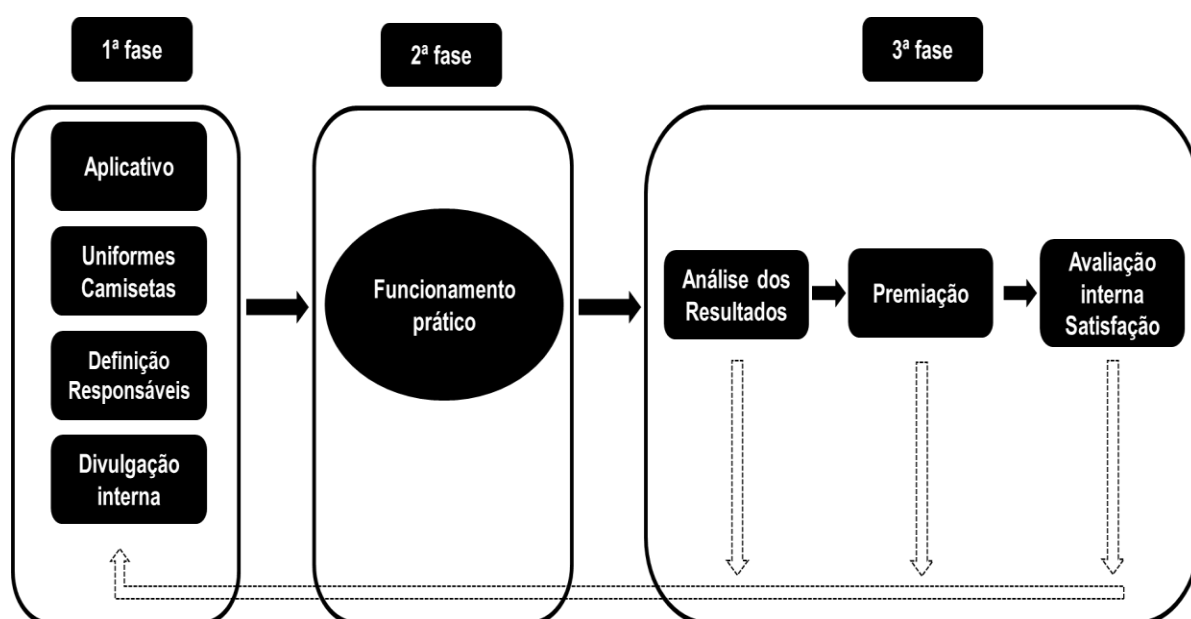 1ª fase
2ª fase
3ª fase
Aplicativo
Uniformes
Camisetas
Definição
Responsáveis
Divulgação
interna
Funcionamento
prático
Análise dos
Resultados
Premiação
Avaliação
interna
Satisfação